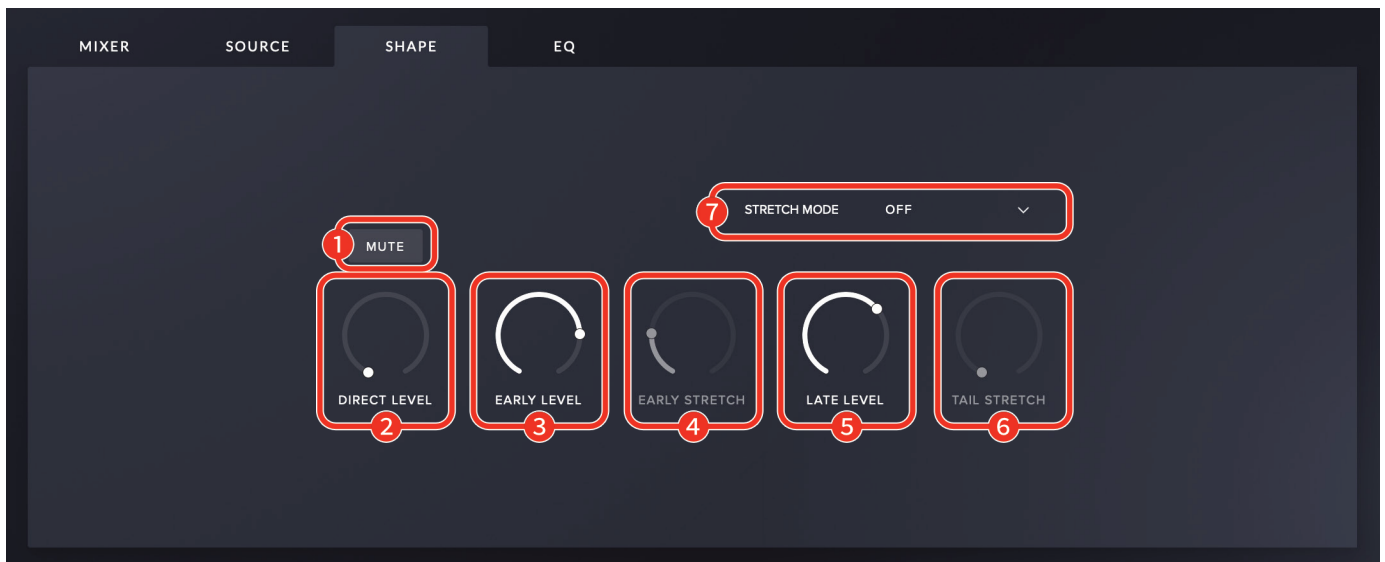 MIXER SOURCE SHAPE EQ
7 STRETCH MODE OFF
1 MUTE
DIRECT LEVEL EARLY LEVEL EARLY STRETCH LATE LEVEL TAIL STRETCH
2 3 4 5 6